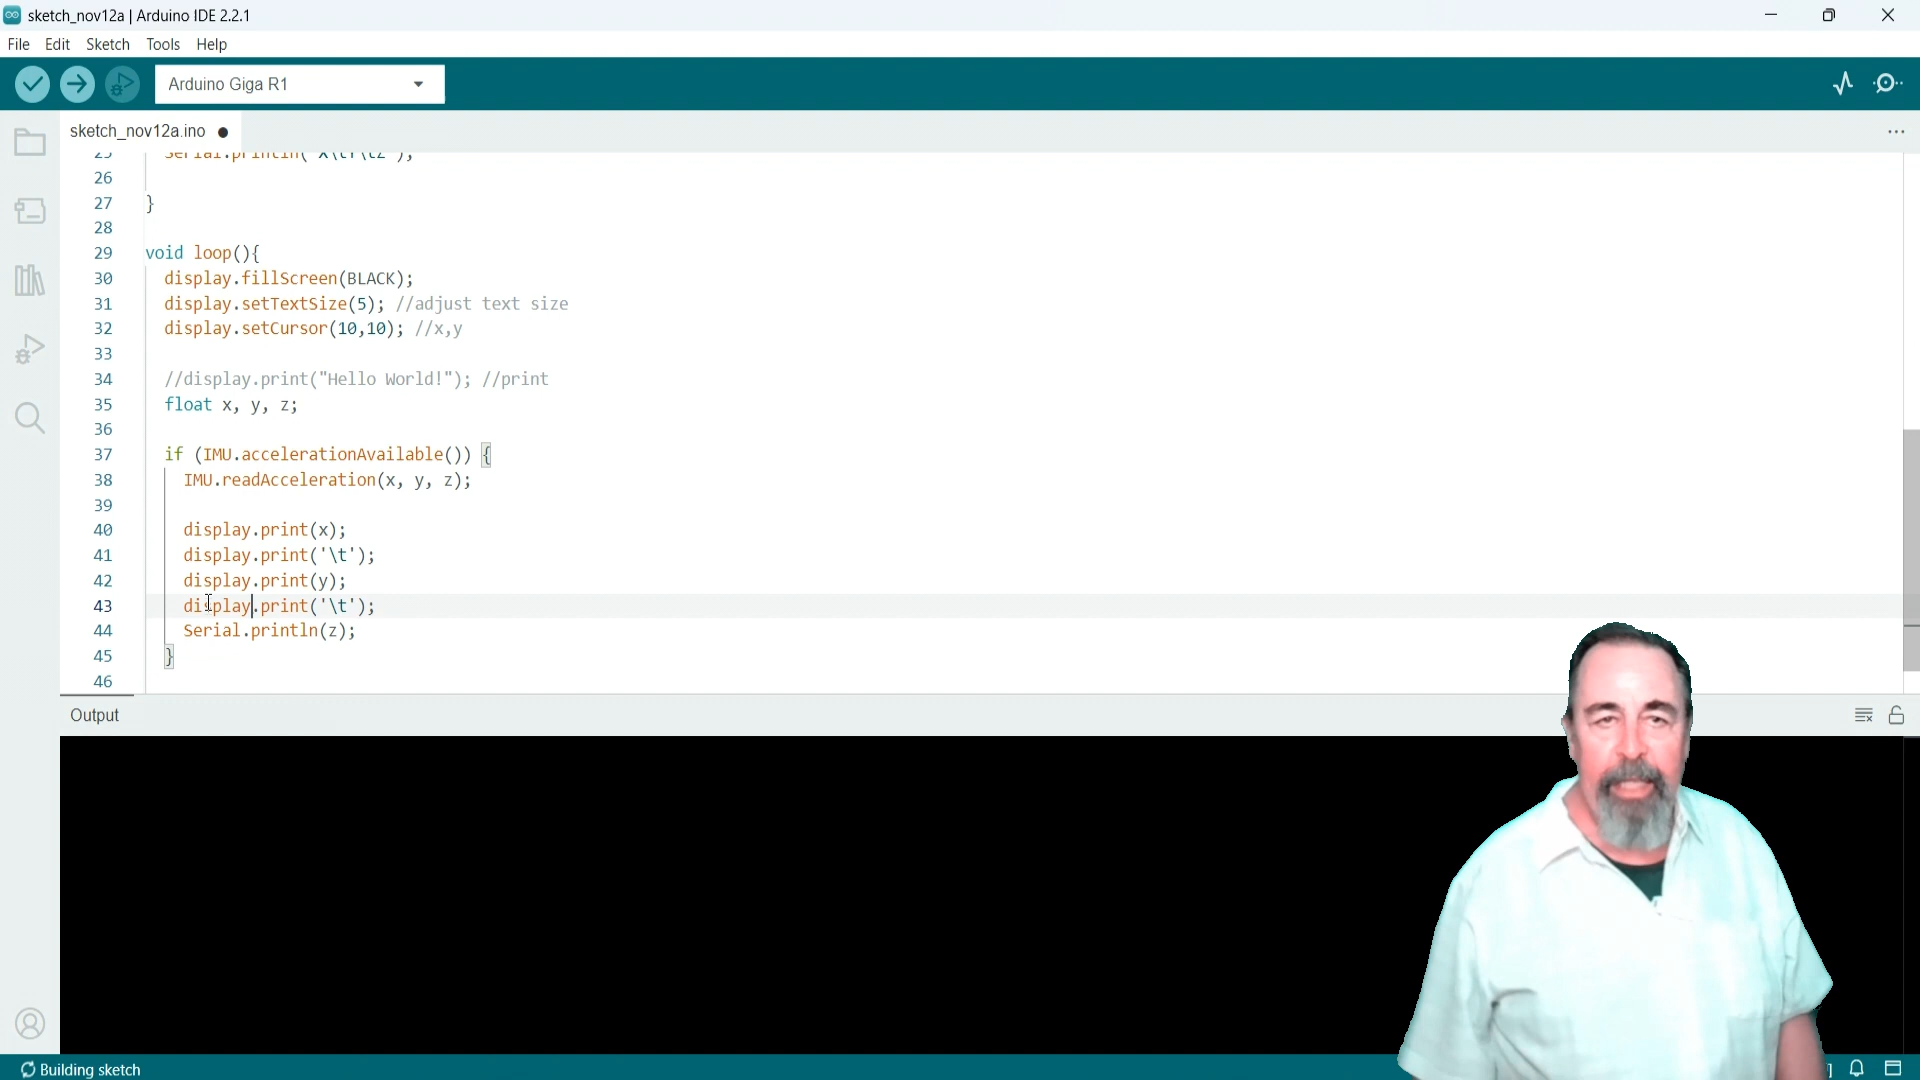 sketch_nov12a | Arduino IDE 2.2.1
File Edit Sketch Tools Help
Arduino Giga R1
sketch_nov12a.ino
25 Serial.println("X\tY\tZ");
26
27 }
28
29 void loop(){
30 display.fillScreen(BLACK);
31 display.setTextSize(5); //adjust text size
32 display.setCursor(10,10); //x,y
33
34 //display.print("Hello World!"); //print
35 float x, y, z;
36
37 if (IMU.accelerationAvailable()) {
38 IMU.readAcceleration(x, y, z);
39
40 display.print(x);
41 display.print('\t');
42 display.print(y);
43 display.print('\t');
44 Serial.println(z);
45 }
46
Output
Building sketch